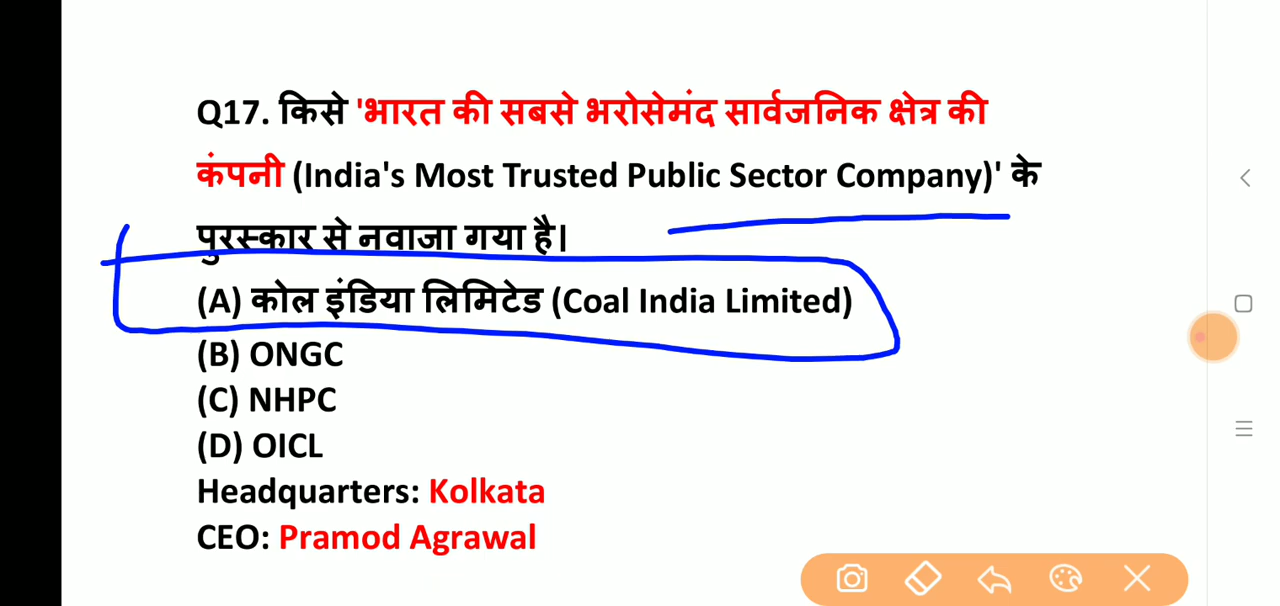 Q17. किसे 'भारत की सबसे भरोसेमंद सार्वजनिक क्षेत्र की
कंपनी (India's Most Trusted Public Sector Company)' के
पुरस्कार से नवाजा गया है।
(A) कोल इंडिया लिमिटेड (Coal India Limited)
(B) ONGC
(C) NHPC
(D) OICL
Headquarters: Kolkata
CEO: Pramod Agrawal